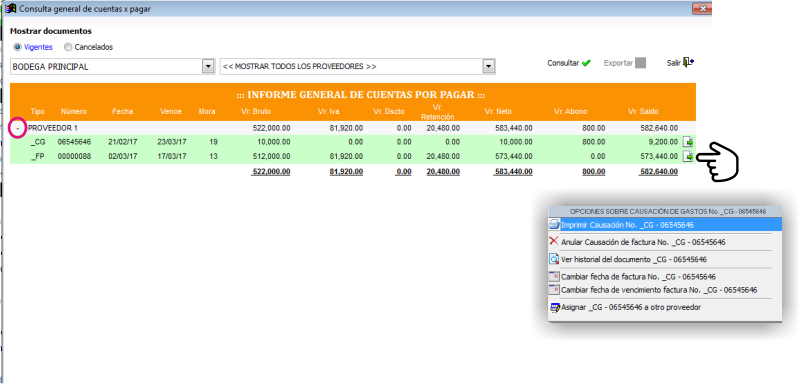 Consulta general de cuentas x pagar
Mostrar documentos
Vigentes Cancelados
BODEGA PRINCIPAL << MOSTRAR TODOS LOS PROVEEDORES >> Consultar Exportar Salir
::: INFORME GENERAL DE CUENTAS POR PAGAR :::
Tipo Número Fecha Vence Mora Vr. Bruto Vr. Iva Vr. Dscto Vr. Retención Vr. Neto Vr. Abono Vr. Saldo
- PROVEEDOR 1 522,000.00 81,920.00 0.00 20,480.00 583,440.00 800.00 582,640.00
_CG 06545646 21/02/17 23/03/17 19 10,000.00 0.00 0.00 0.00 10,000.00 800.00 9,200.00
_FP 00000088 02/03/17 17/03/17 13 512,000.00 81,920.00 0.00 20,480.00 573,440.00 0.00 573,440.00
522,000.00 81,920.00 0.00 20,480.00 583,440.00 800.00 582,640.00
OPCIONES SOBRE CAUSACIÓN DE GASTOS No. _CG - 06545646
Imprimir Causación No. _CG - 06545646
Anular Causación de factura No. _CG - 06545646
Ver historial del documento _CG - 06545646
Cambiar fecha de factura No. _CG - 06545646
Cambiar fecha de vencimiento factura No. _CG - 06545646
Asignar _CG - 06545646 a otro proveedor